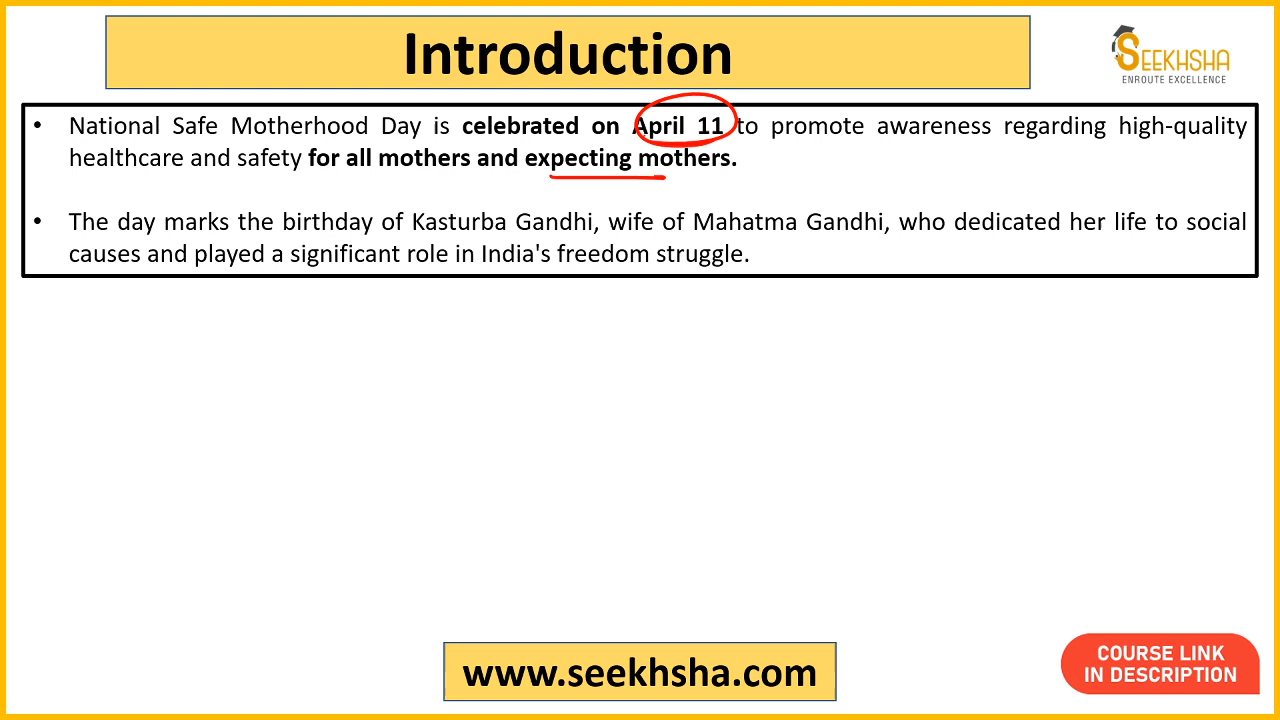 Introduction
SEEKHSHA
ENROUTE EXCELLENCE
• National Safe Motherhood Day is celebrated on April 11 to promote awareness regarding high-quality
healthcare and safety for all mothers and expecting mothers.
• The day marks the birthday of Kasturba Gandhi, wife of Mahatma Gandhi, who dedicated her life to social
causes and played a significant role in India's freedom struggle.
www.seekhsha.com
COURSE LINK
IN DESCRIPTION